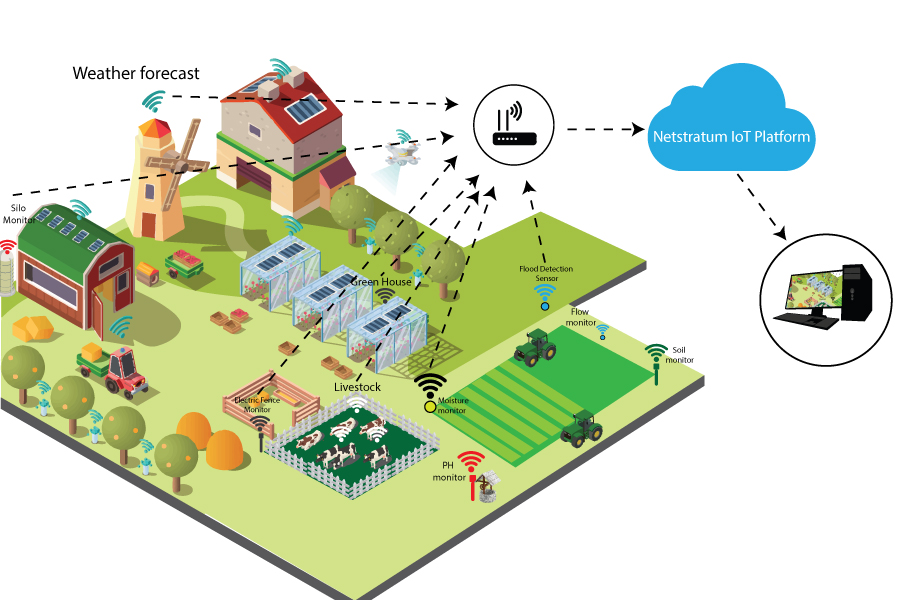 Weather forecast
Netstratum IoT Platform
Silo
Monitor
Flood Detection
Sensor
Green House
Flow
monitor
Soil
monitor
Livestock
Electric Fence
Monitor
Moisture
monitor
PH
monitor